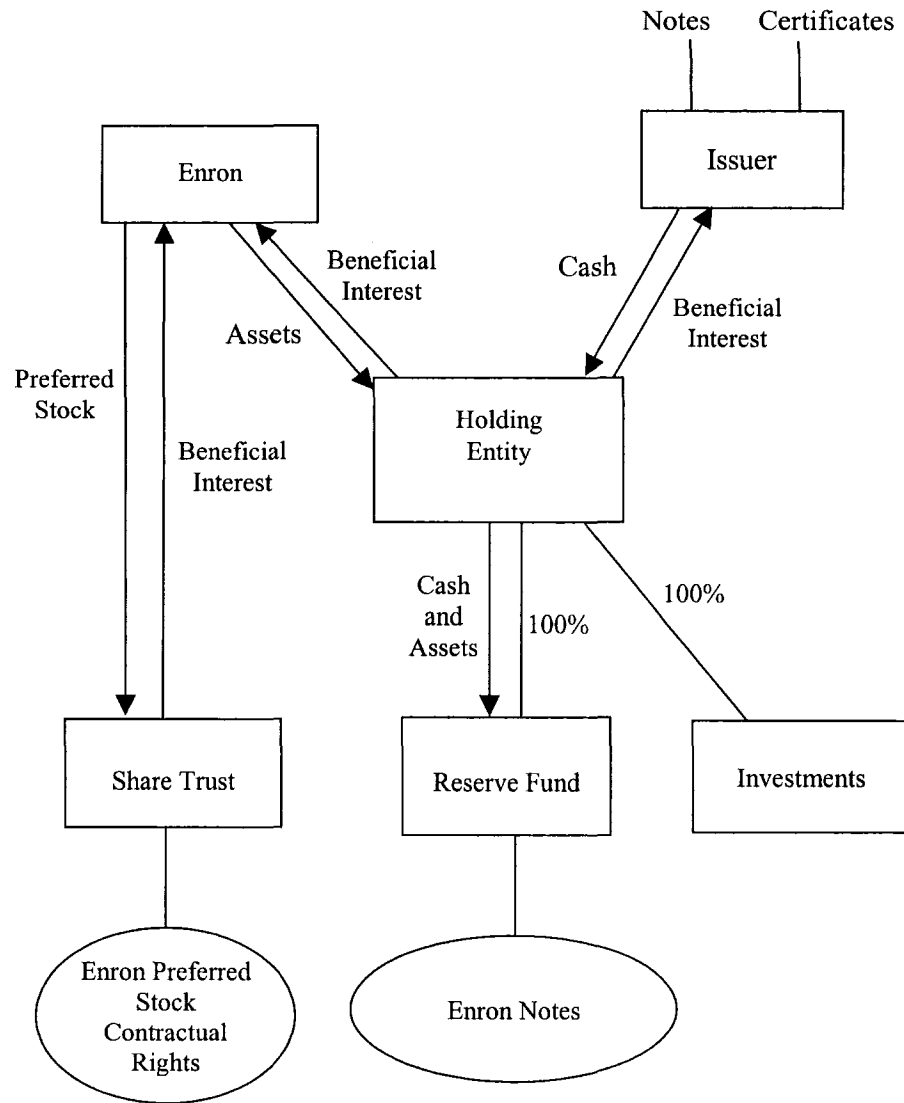 Notes
Certificates
Enron
Issuer
Beneficial
Interest
Cash
Assets
Beneficial
Interest
Preferred
Stock
Holding
Entity
Beneficial
Interest
Cash
and
Assets
100%
100%
Share Trust
Reserve Fund
Investments
Enron Preferred
Stock
Contractual
Rights
Enron Notes